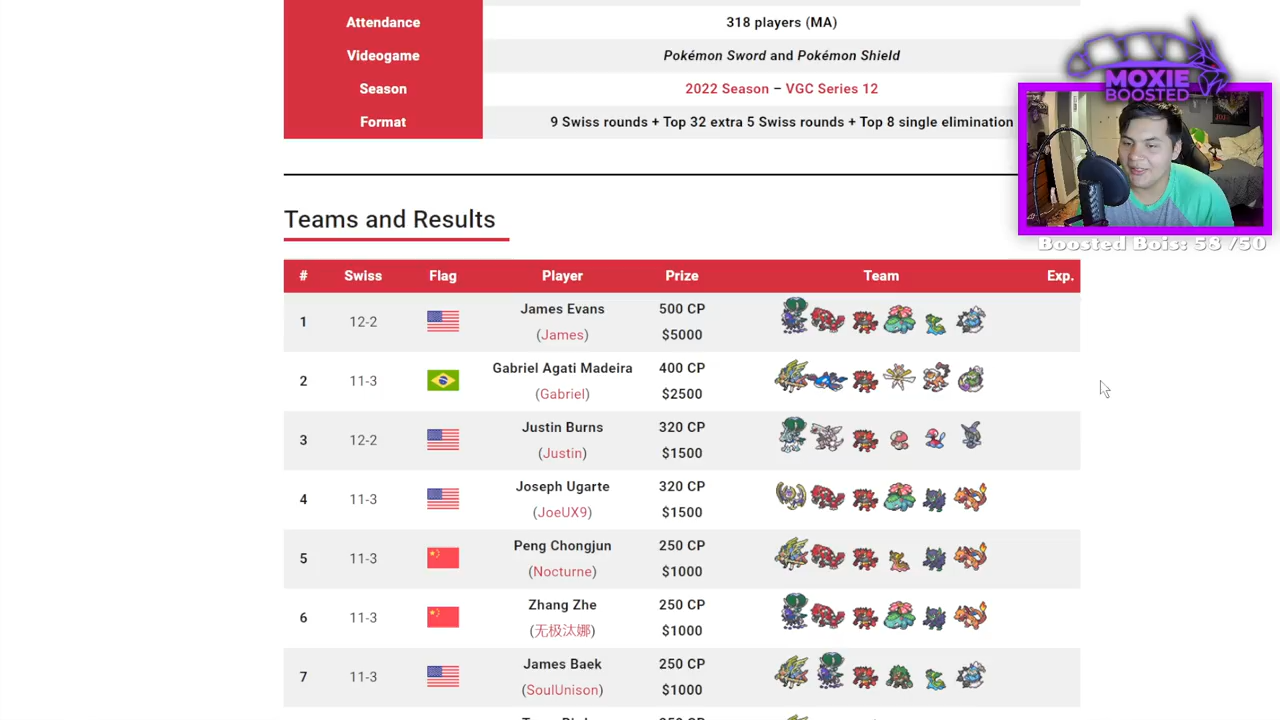 Attendance 318 players (MA)
Videogame Pokémon Sword and Pokémon Shield
Season 2022 Season – VGC Series 12
Format 9 Swiss rounds + Top 32 extra 5 Swiss rounds + Top 8 single elimination
MOXIE
BOOSTED
Boosted Bois: 58 /50
Teams and Results
# Swiss Flag Player Prize Team Exp.
1 12-2 James Evans 500 CP
(James) $5000
2 11-3 Gabriel Agati Madeira 400 CP
(Gabriel) $2500
3 12-2 Justin Burns 320 CP
(Justin) $1500
4 11-3 Joseph Ugarte 320 CP
(JoeUX9) $1500
5 11-3 Peng Chongjun 250 CP
(Nocturne) $1000
6 11-3 Zhang Zhe 250 CP
(无极汰娜) $1000
7 11-3 James Baek 250 CP
(SoulUnison) $1000